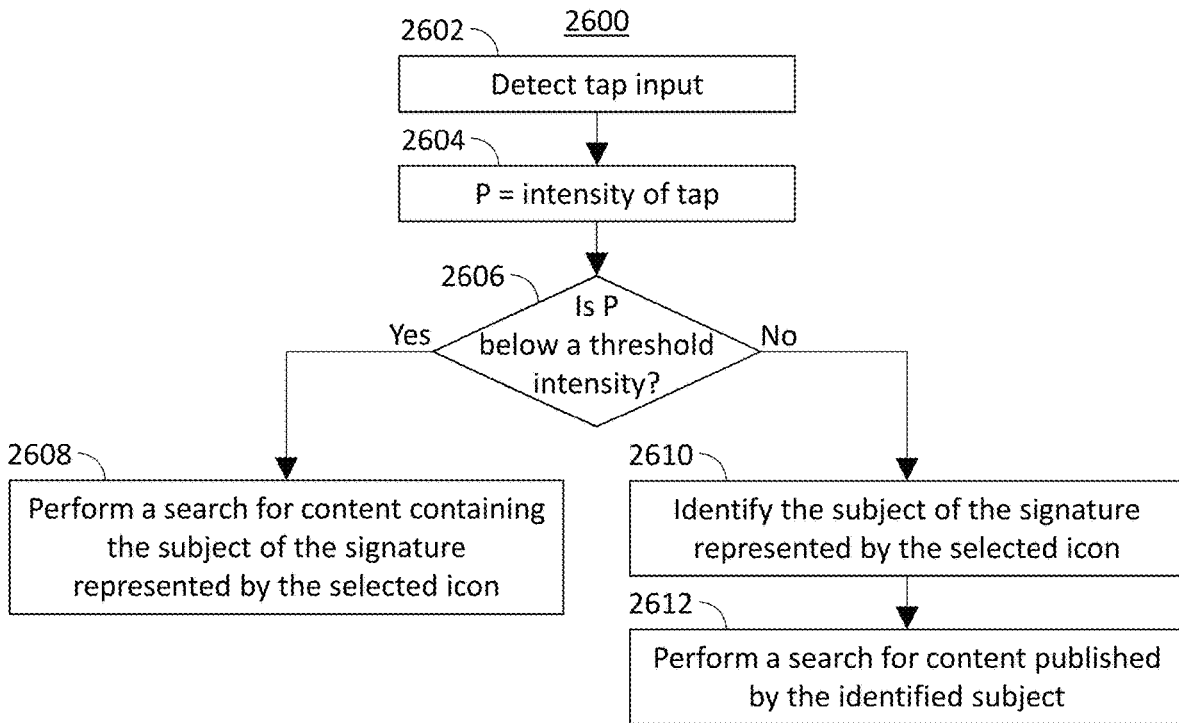 2600
2602
Detect tap input
2604
P = intensity of tap
2606
Is P
below a threshold
intensity?
Yes
No
2608
Perform a search for content containing
the subject of the signature
represented by the selected icon
2610
Identify the subject of the signature
represented by the selected icon
2612
Perform a search for content published
by the identified subject